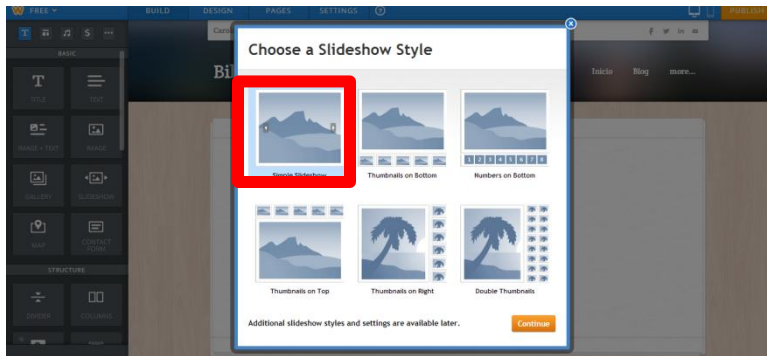 FREE BUILD DESIGN PAGES SETTINGS ? PUBLISH
T S
BASIC
T
TITLE TEXT
IMAGE + TEXT IMAGE
GALLERY SLIDESHOW
MAP CONTACT FORM
STRUCTURE
DIVIDER COLUMNS
Inicio Blog more...
Choose a Slideshow Style
Simple Slideshow Thumbnails on Bottom Numbers on Bottom
1 2 3 4 5 6 7 8
Thumbnails on Top Thumbnails on Right Double Thumbnails
Additional slideshow styles and settings are available later. Continue